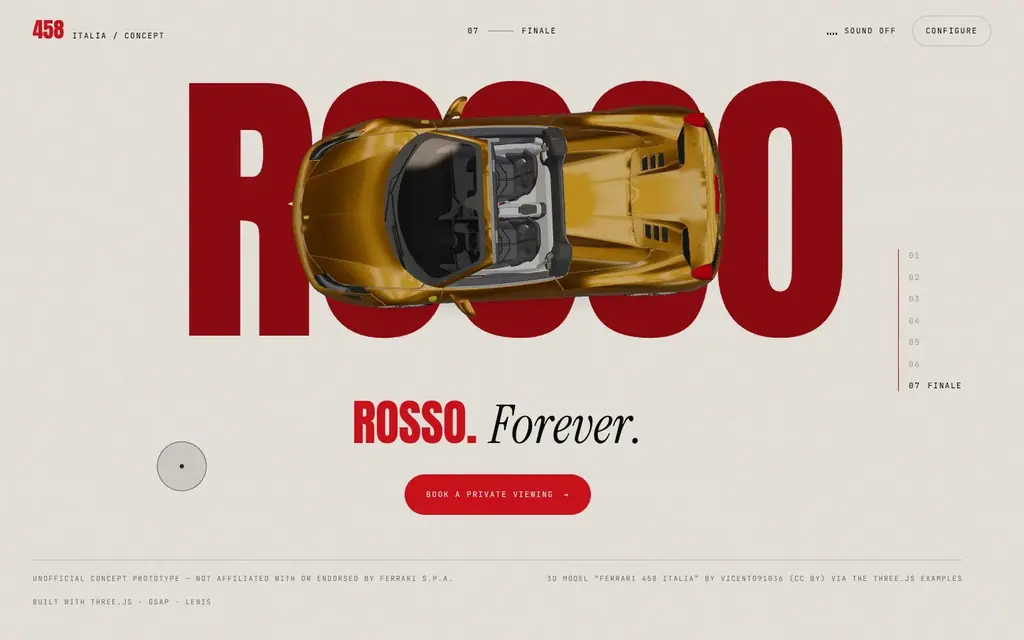 458 ITALIA / CONCEPT
07 FINALE
SOUND OFF
CONFIGURE
ROSSO
01
02
03
04
05
06
07 FINALE
ROSSO. Forever.
BOOK A PRIVATE VIEWING →
UNOFFICIAL CONCEPT PROTOTYPE — NOT AFFILIATED WITH OR ENDORSED BY FERRARI S.P.A.
3D MODEL "FERRARI 458 ITALIA" BY VICENT091036 (CC BY) VIA THE THREE.JS EXAMPLES
BUILT WITH THREE.JS · GSAP · LENIS